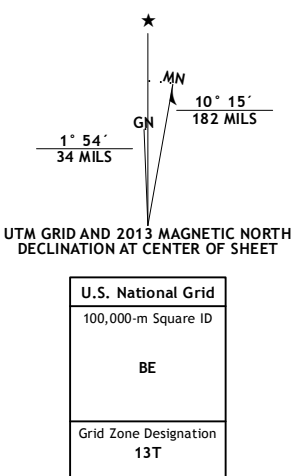 ★
MN
GN
10° 15´
182 MILS
1° 54´
34 MILS
UTM GRID AND 2013 MAGNETIC NORTH
DECLINATION AT CENTER OF SHEET
U.S. National Grid
100,000-m Square ID
BE
Grid Zone Designation
13T